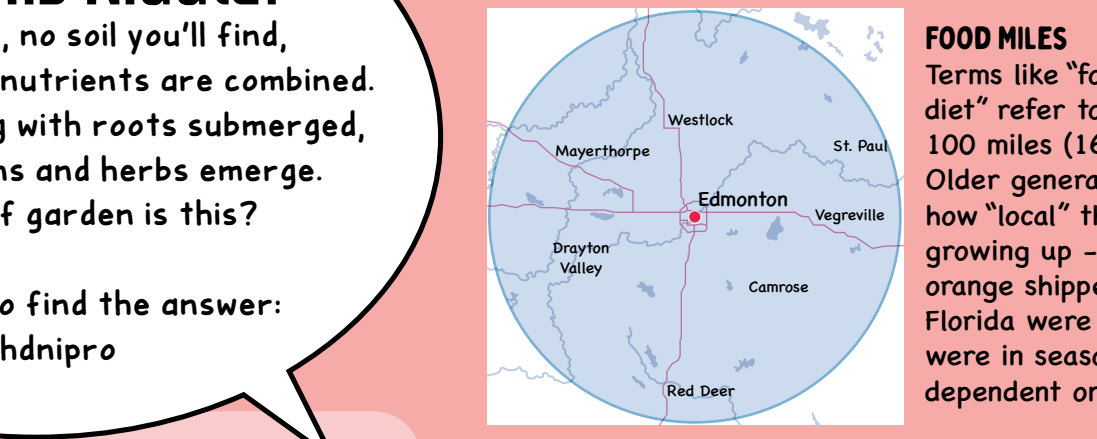 , no soil you'll find,
nutrients are combined.
with roots submerged,
and herbs emerge.
garden is this?
find the answer:
hdnipro
Westlock
Mayerthorpe
St. Paul
Edmonton
Vegreville
Drayton
Valley
Camrose
Red Deer
FOOD MILES
Terms like "fo
diet" refer to
100 miles (16
Older genera
how "local" th
growing up –
orange shippe
Florida were
were in seas
dependent on